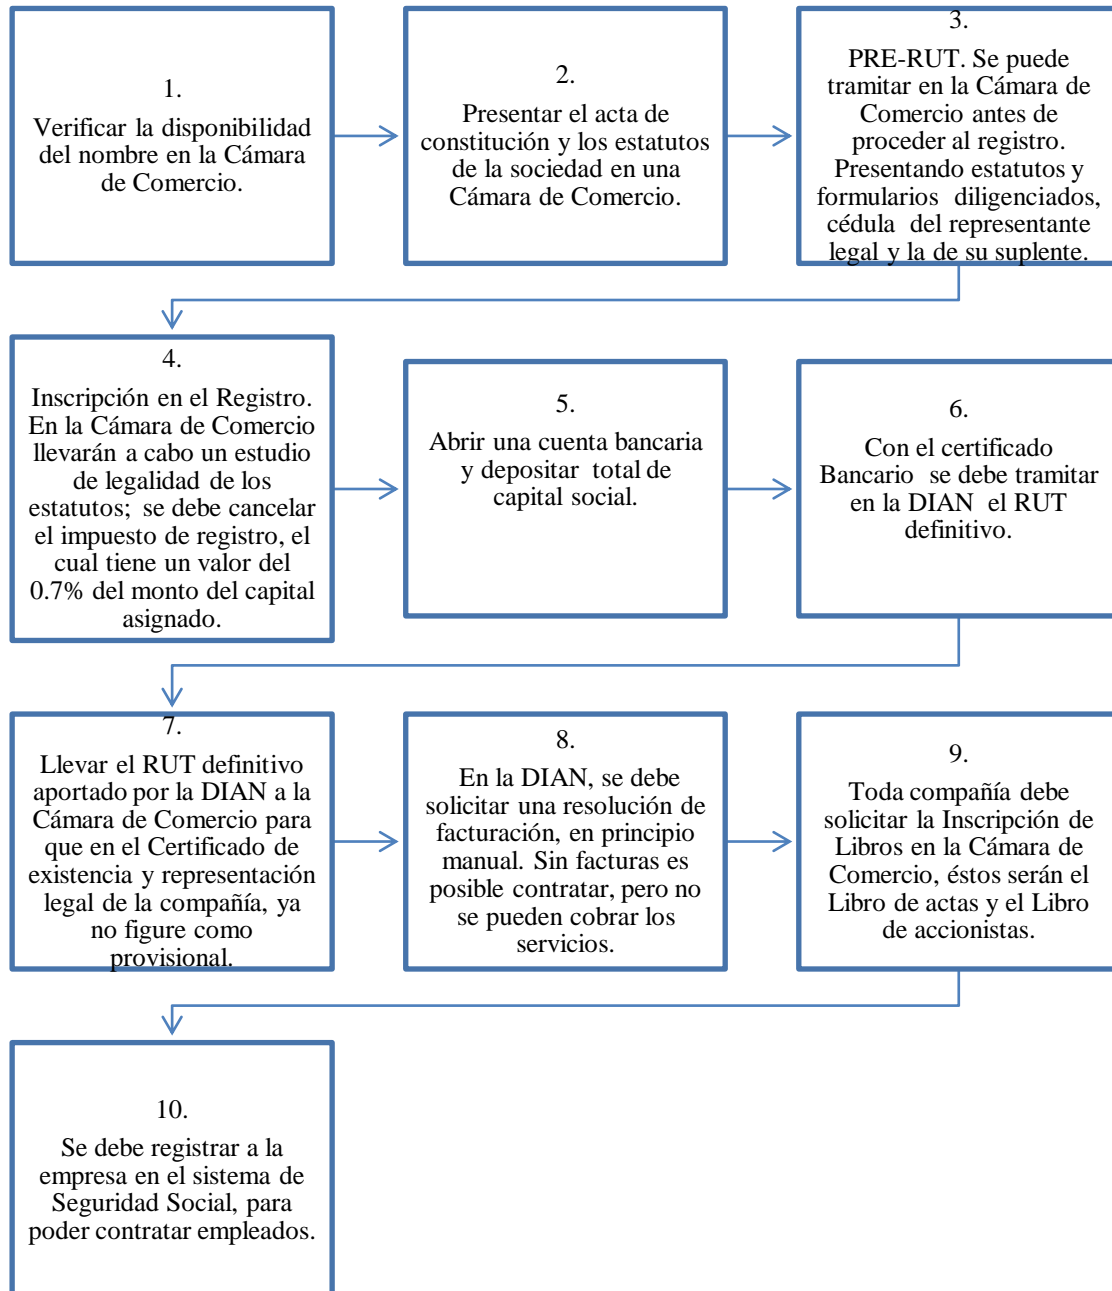 1.
Verificar la disponibilidad
del nombre en la Cámara
de Comercio.
2.
Presentar el acta de
constitución y los estatutos
de la sociedad en una
Cámara de Comercio.
3.
PRE-RUT. Se puede
tramitar en la Cámara de
Comercio antes de
proceder al registro.
Presentando estatutos y
formularios diligenciados,
cédula del representante
legal y la de su suplente.
4.
Inscripción en el Registro.
En la Cámara de Comercio
llevarán a cabo un estudio
de legalidad de los
estatutos; se debe cancelar
el impuesto de registro, el
cual tiene un valor del
0.7% del monto del capital
asignado.
5.
Abrir una cuenta bancaria
y depositar total de
capital social.
6.
Con el certificado
Bancario se debe tramitar
en la DIAN el RUT
definitivo.
7.
Llevar el RUT definitivo
aportado por la DIAN a la
Cámara de Comercio para
que en el Certificado de
existencia y representación
legal de la compañía, ya
no figure como
provisional.
8.
En la DIAN, se debe
solicitar una resolución de
facturación, en principio
manual. Sin facturas es
posible contratar, pero no
se pueden cobrar los
servicios.
9.
Toda compañía debe
solicitar la Inscripción de
Libros en la Cámara de
Comercio, éstos serán el
Libro de actas y el Libro
de accionistas.
10.
Se debe registrar a la
empresa en el sistema de
Seguridad Social, para
poder contratar empleados.